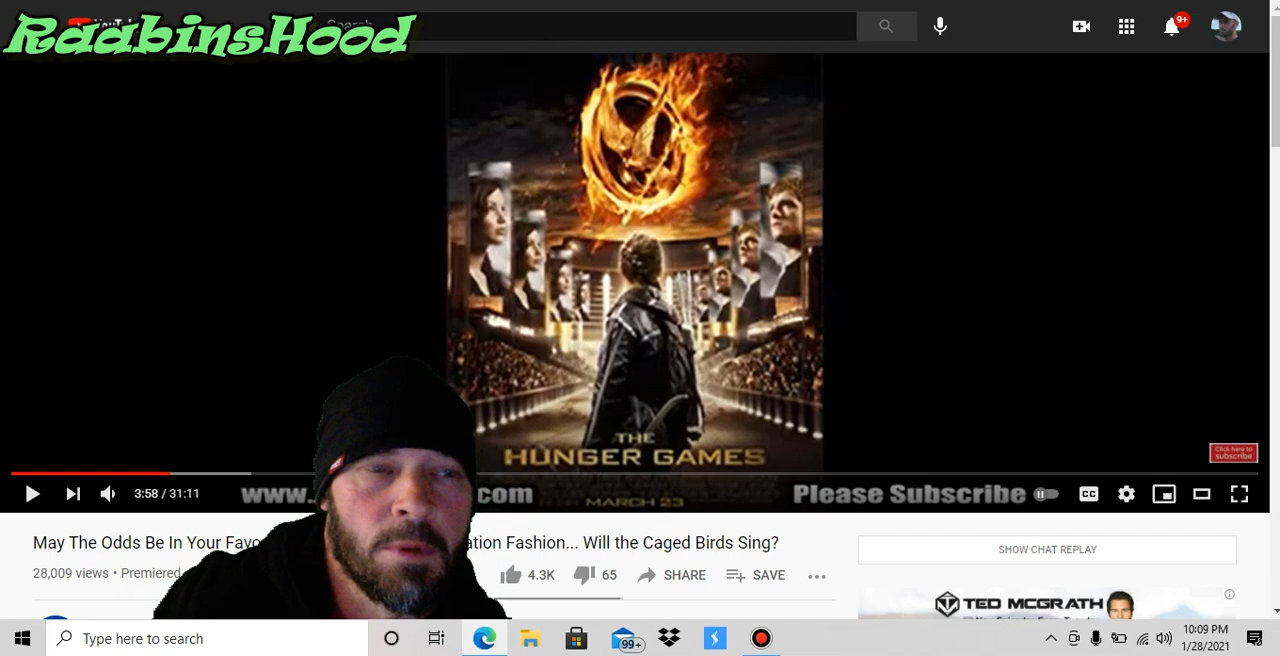 RaabinsHood
Search
9+
THE
HUNGER GAMES
MARCH 23
Click here to
subscribe
3:58 / 31:11
www.
com
Please Subscribe
CC
May The Odds Be In Your Favo
ation Fashion... Will the Caged Birds Sing?
28,009 views • Premiered
4.3K
65
SHARE
SAVE
SHOW CHAT REPLAY
TED MCGRATH
Type here to search
99+
10:09 PM
1/28/2021